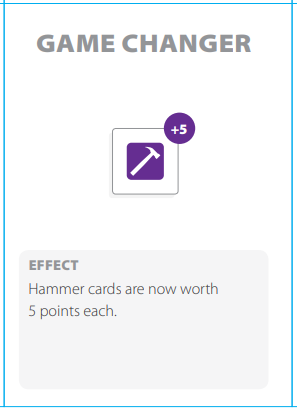 GAME CHANGER
+5
EFFECT
Hammer cards are now worth
5 points each.